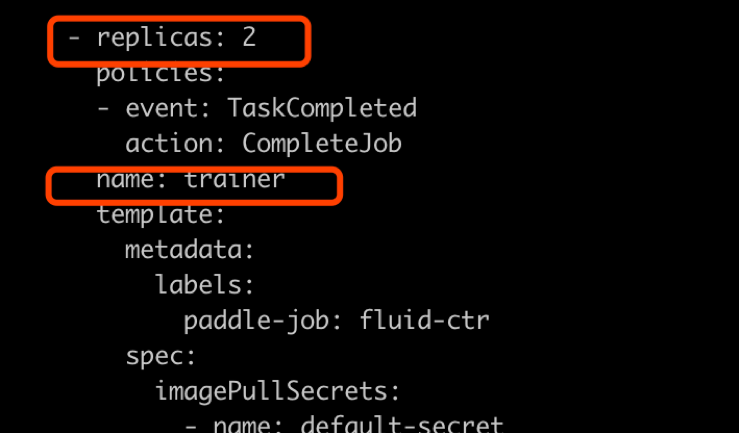 - replicas: 2
policies:
- event: TaskCompleted
action: CompleteJob
name: trainer
template:
metadata:
labels:
paddle-job: fluid-ctr
spec:
imagePullSecrets:
- name: default-secret